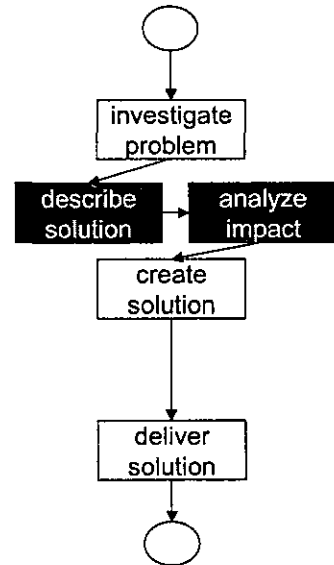 investigate
problem
describe
solution
analyze
impact
create
solution
deliver
solution